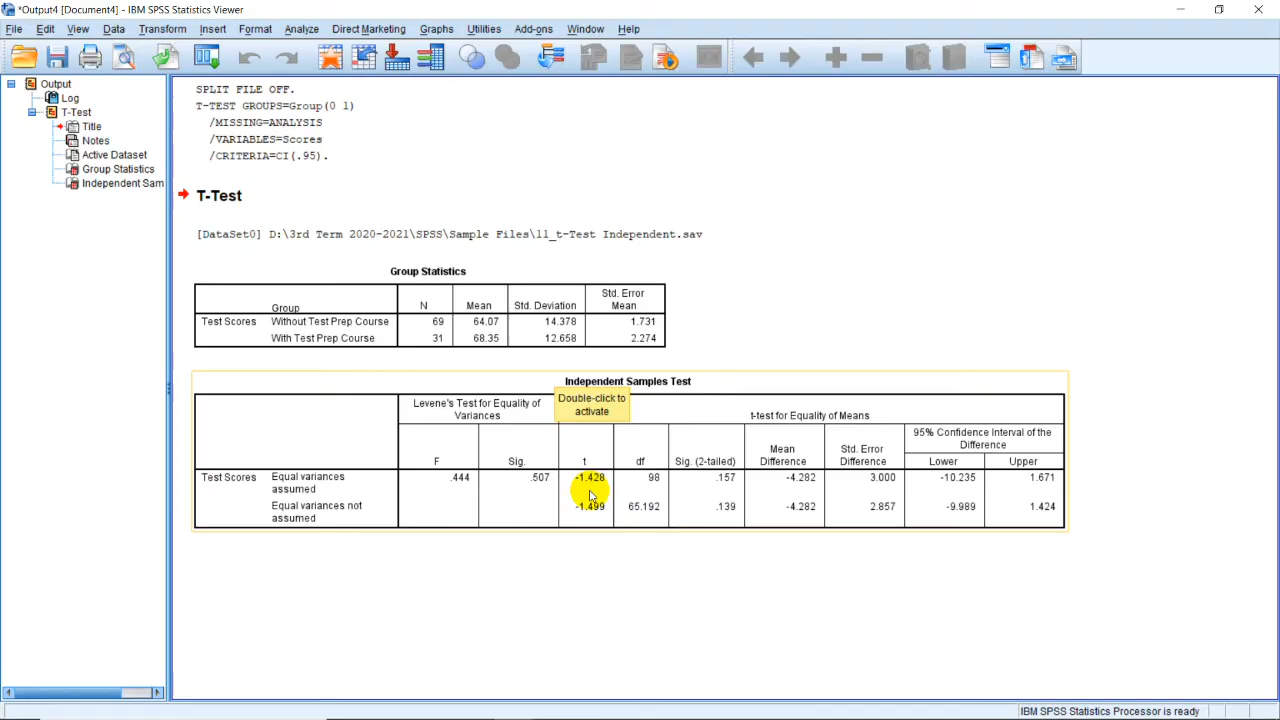 *Output4 [Document4] - IBM SPSS Statistics Viewer
File Edit View Data Transform Insert Format Analyze Direct Marketing Graphs Utilities Add-ons Window Help
Output
Log
T-Test
Title
Notes
Active Dataset
Group Statistics
Independent Sam
SPLIT FILE OFF.
T-TEST GROUPS=Group(0 1)
/MISSING=ANALYSIS
/VARIABLES=Scores
/CRITERIA=CI(.95).
T-Test
[DataSet0] D:\3rd Term 2020-2021\SPSS\Sample Files\11_t-Test Independent.sav
Group Statistics
Group N Mean Std. Deviation Std. Error Mean
Test Scores Without Test Prep Course 69 64.07 14.378 1.731
With Test Prep Course 31 68.35 12.658 2.274
Independent Samples Test
Double-click to
activate
Levene's Test for Equality of
Variances
t-test for Equality of Means
95% Confidence Interval of the
Difference
F Sig. t df Sig. (2-tailed) Mean Difference Std. Error Difference Lower Upper
Test Scores Equal variances assumed .444 .507 -1.428 98 .157 -4.282 3.000 -10.235 1.671
Equal variances not assumed -1.499 65.192 .139 -4.282 2.857 -9.989 1.424
IBM SPSS Statistics Processor is ready